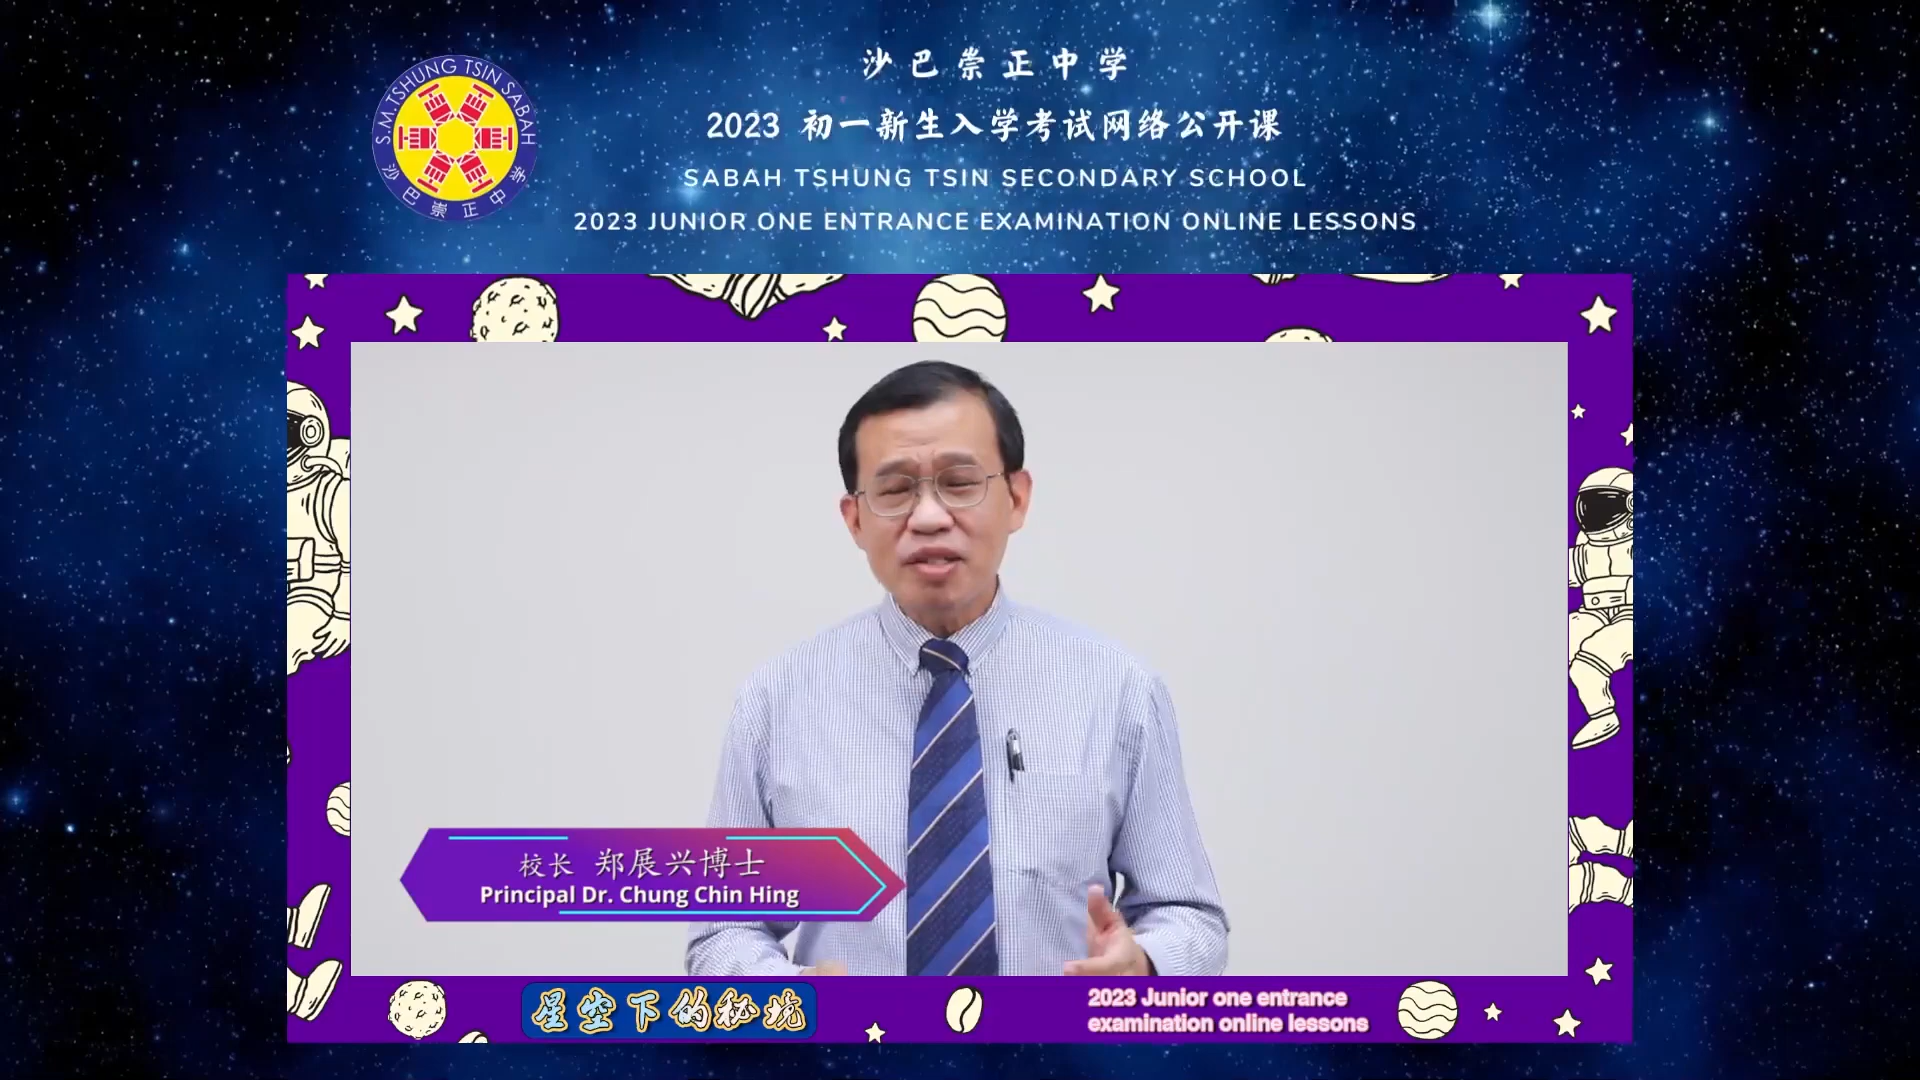 S.M.TSHUNG TSIN SABAH
沙巴崇正中学
沙巴崇正中学
2023 初一新生入学考试网络公开课
SABAH TSHUNG TSIN SECONDARY SCHOOL
2023 JUNIOR ONE ENTRANCE EXAMINATION ONLINE LESSONS
校长 郑展兴博士
Principal Dr. Chung Chin Hing
星空下的秘境
2023 Junior one entrance
examination online lessons